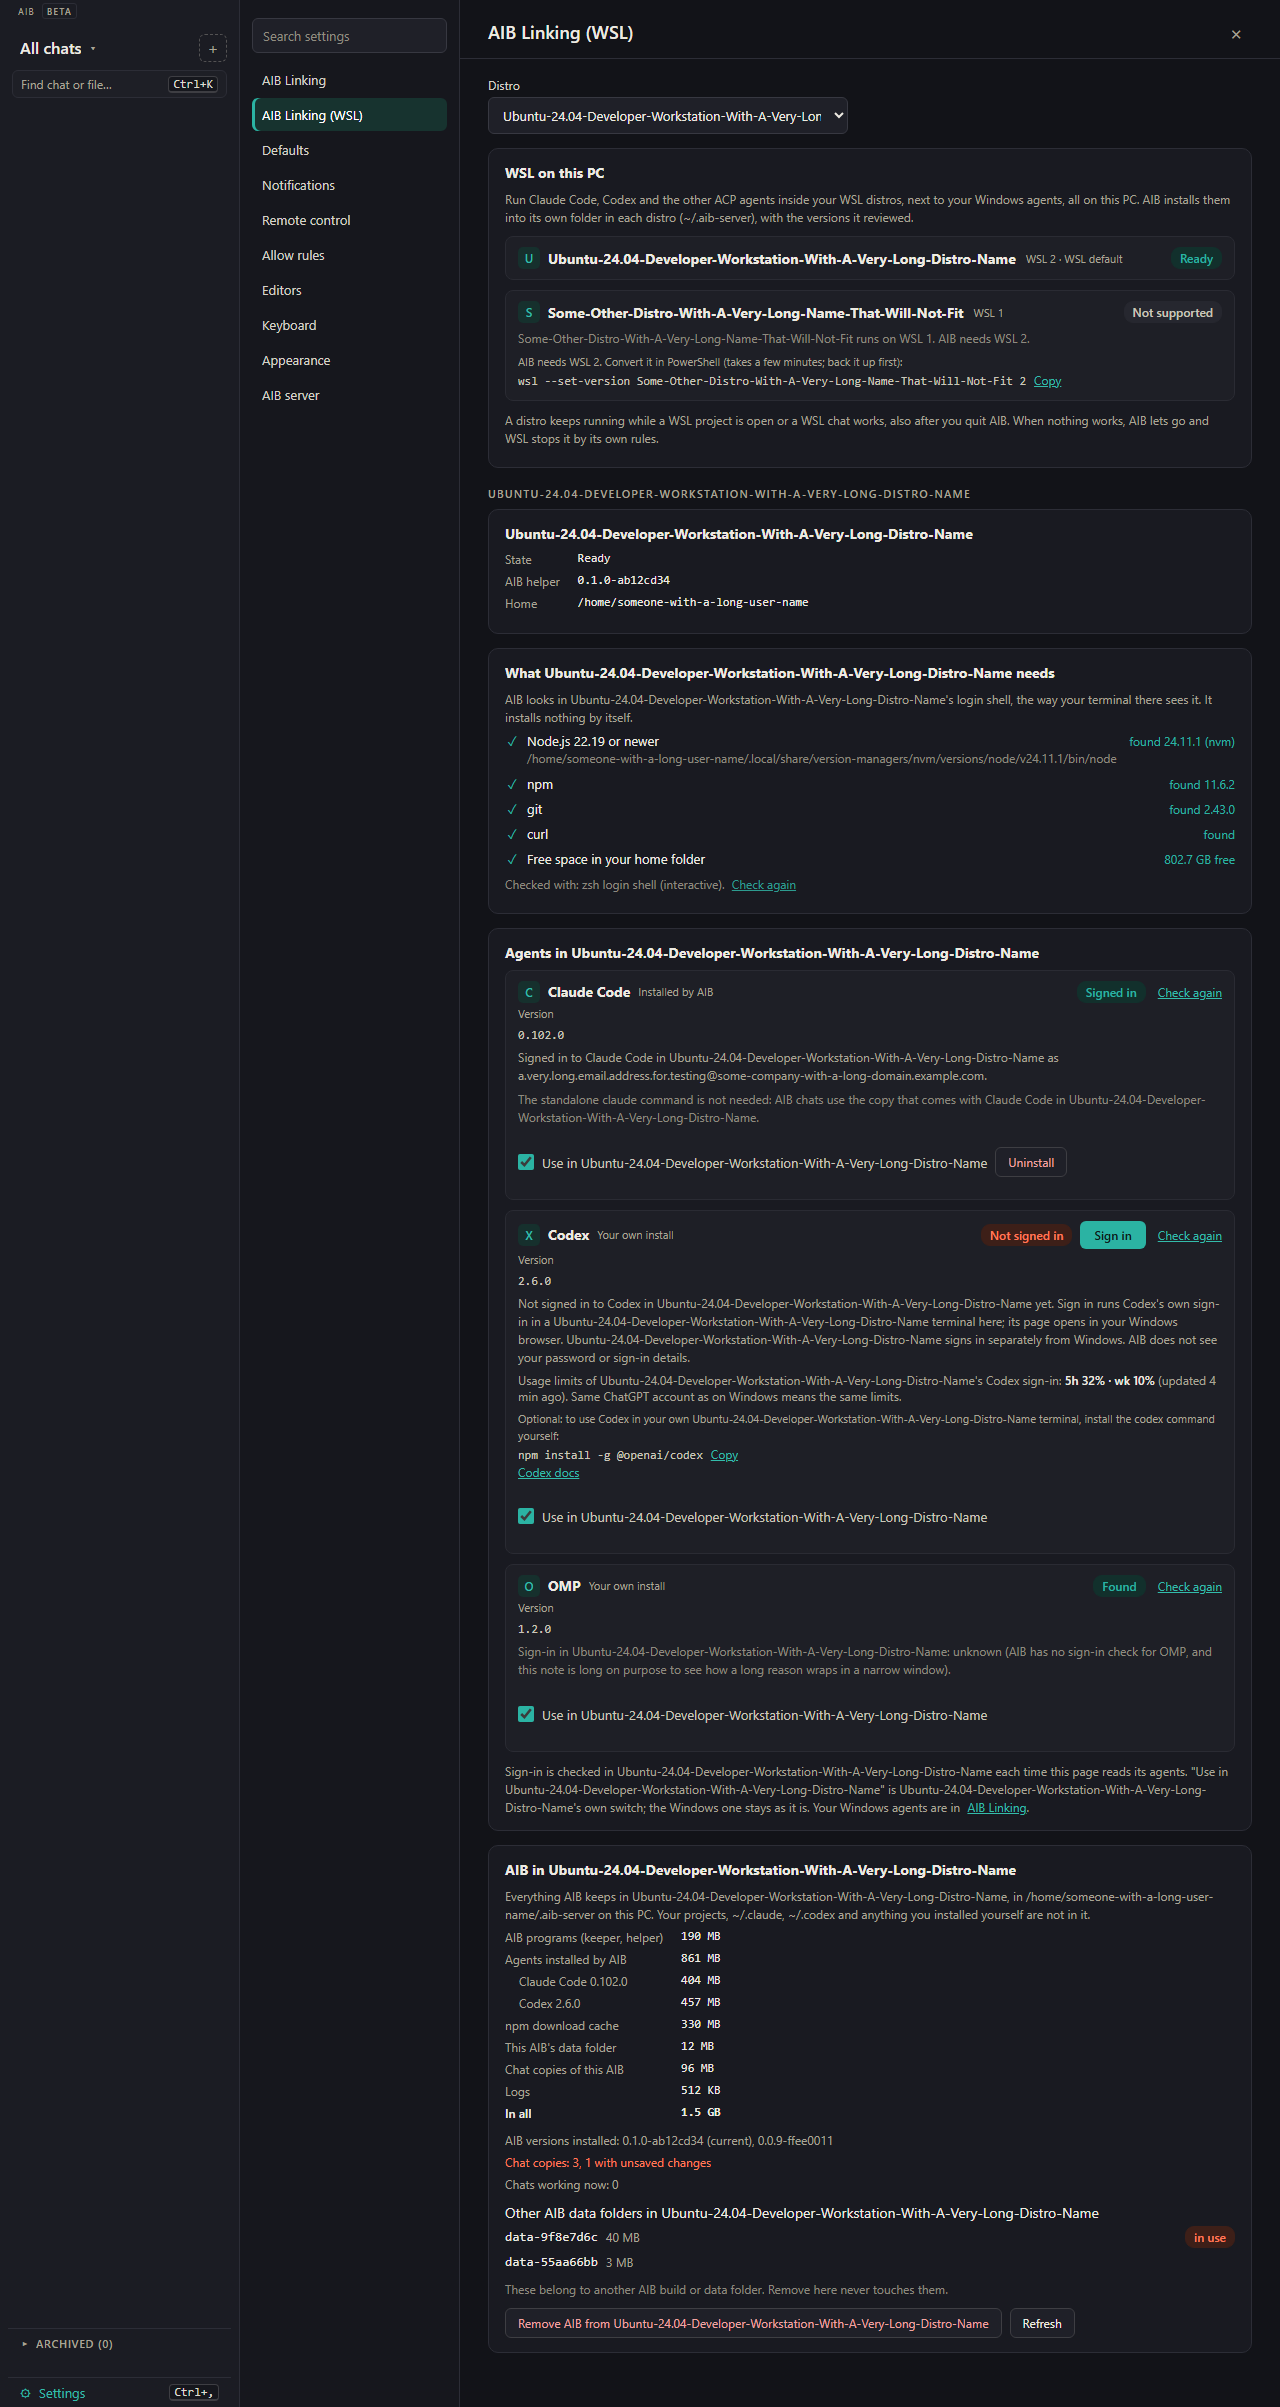 AIB BETA
All chats
+
Find chat or file... Ctrl+K
ARCHIVED (0)
Settings Ctrl+,
Search settings
AIB Linking
AIB Linking (WSL)
Defaults
Notifications
Remote control
Allow rules
Editors
Keyboard
Appearance
AIB server
AIB Linking (WSL)
Distro
Ubuntu-24.04-Developer-Workstation-With-A-Very-Lon
WSL on this PC
Run Claude Code, Codex and the other ACP agents inside your WSL distros, next to your Windows agents, all on this PC. AIB installs them
into its own folder in each distro (~/.aib-server), with the versions it reviewed.
U Ubuntu-24.04-Developer-Workstation-With-A-Very-Long-Distro-Name WSL 2 · WSL default Ready
S Some-Other-Distro-With-A-Very-Long-Name-That-Will-Not-Fit WSL 1 Not supported
Some-Other-Distro-With-A-Very-Long-Name-That-Will-Not-Fit runs on WSL 1. AIB needs WSL 2.
AIB needs WSL 2. Convert it in PowerShell (takes a few minutes; back it up first):
wsl --set-version Some-Other-Distro-With-A-Very-Long-Name-That-Will-Not-Fit 2 Copy
A distro keeps running while a WSL project is open or a WSL chat works, also after you quit AIB. When nothing works, AIB lets go and
WSL stops it by its own rules.
UBUNTU-24.04-DEVELOPER-WORKSTATION-WITH-A-VERY-LONG-DISTRO-NAME
Ubuntu-24.04-Developer-Workstation-With-A-Very-Long-Distro-Name
State Ready
AIB helper 0.1.0-ab12cd34
Home /home/someone-with-a-long-user-name
What Ubuntu-24.04-Developer-Workstation-With-A-Very-Long-Distro-Name needs
AIB looks in Ubuntu-24.04-Developer-Workstation-With-A-Very-Long-Distro-Name's login shell, the way your terminal there sees it. It
installs nothing by itself.
✓ Node.js 22.19 or newer found 24.11.1 (nvm)
/home/someone-with-a-long-user-name/.local/share/version-managers/nvm/versions/node/v24.11.1/bin/node
✓ npm found 11.6.2
✓ git found 2.43.0
✓ curl found
✓ Free space in your home folder 802.7 GB free
Checked with: zsh login shell (interactive). Check again
Agents in Ubuntu-24.04-Developer-Workstation-With-A-Very-Long-Distro-Name
C Claude Code Installed by AIB Signed in Check again
Version
0.102.0
Signed in to Claude Code in Ubuntu-24.04-Developer-Workstation-With-A-Very-Long-Distro-Name as
a.very.long.email.address.for.testing@some-company-with-a-long-domain.example.com.
The standalone claude command is not needed: AIB chats use the copy that comes with Claude Code in Ubuntu-24.04-Developer-
Workstation-With-A-Very-Long-Distro-Name.
Use in Ubuntu-24.04-Developer-Workstation-With-A-Very-Long-Distro-Name Uninstall
X Codex Your own install Not signed in Sign in Check again
Version
2.6.0
Not signed in to Codex in Ubuntu-24.04-Developer-Workstation-With-A-Very-Long-Distro-Name yet. Sign in runs Codex's own sign-
in in a Ubuntu-24.04-Developer-Workstation-With-A-Very-Long-Distro-Name terminal here; its page opens in your Windows
browser. Ubuntu-24.04-Developer-Workstation-With-A-Very-Long-Distro-Name signs in separately from Windows. AIB does not see
your password or sign-in details.
Usage limits of Ubuntu-24.04-Developer-Workstation-With-A-Very-Long-Distro-Name's Codex sign-in: 5h 32% · wk 10% (updated 4
min ago). Same ChatGPT account as on Windows means the same limits.
Optional: to use Codex in your own Ubuntu-24.04-Developer-Workstation-With-A-Very-Long-Distro-Name terminal, install the codex command
yourself:
npm install -g @openai/codex Copy
Codex docs
Use in Ubuntu-24.04-Developer-Workstation-With-A-Very-Long-Distro-Name
O OMP Your own install Found Check again
Version
1.2.0
Sign-in in Ubuntu-24.04-Developer-Workstation-With-A-Very-Long-Distro-Name: unknown (AIB has no sign-in check for OMP, and
this note is long on purpose to see how a long reason wraps in a narrow window).
Use in Ubuntu-24.04-Developer-Workstation-With-A-Very-Long-Distro-Name
Sign-in is checked in Ubuntu-24.04-Developer-Workstation-With-A-Very-Long-Distro-Name each time this page reads its agents. "Use in
Ubuntu-24.04-Developer-Workstation-With-A-Very-Long-Distro-Name" is Ubuntu-24.04-Developer-Workstation-With-A-Very-Long-
Distro-Name's own switch; the Windows one stays as it is. Your Windows agents are in AIB Linking.
AIB in Ubuntu-24.04-Developer-Workstation-With-A-Very-Long-Distro-Name
Everything AIB keeps in Ubuntu-24.04-Developer-Workstation-With-A-Very-Long-Distro-Name, in /home/someone-with-a-long-user-
name/.aib-server on this PC. Your projects, ~/.claude, ~/.codex and anything you installed yourself are not in it.
AIB programs (keeper, helper) 190 MB
Agents installed by AIB 861 MB
Claude Code 0.102.0 404 MB
Codex 2.6.0 457 MB
npm download cache 330 MB
This AIB's data folder 12 MB
Chat copies of this AIB 96 MB
Logs 512 KB
In all 1.5 GB
AIB versions installed: 0.1.0-ab12cd34 (current), 0.0.9-ffee0011
Chat copies: 3, 1 with unsaved changes
Chats working now: 0
Other AIB data folders in Ubuntu-24.04-Developer-Workstation-With-A-Very-Long-Distro-Name
data-9f8e7d6c 40 MB in use
data-55aa66bb 3 MB
These belong to another AIB build or data folder. Remove here never touches them.
Remove AIB from Ubuntu-24.04-Developer-Workstation-With-A-Very-Long-Distro-Name Refresh